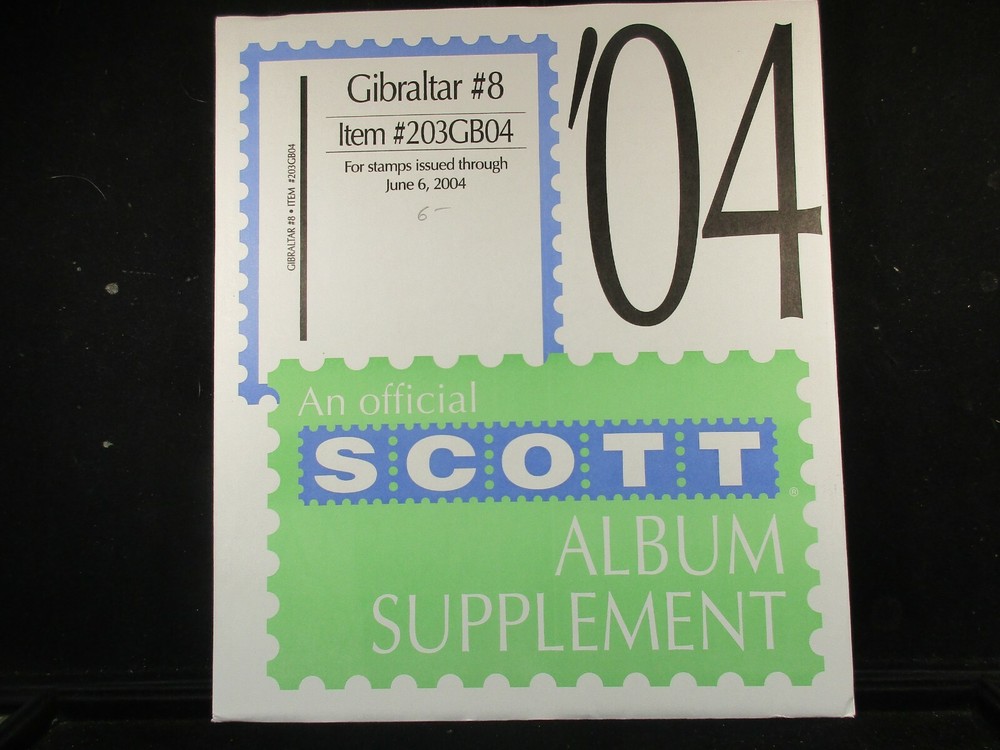 '04
Gibraltar #8
Item #203GB04
For stamps issued through
June 6, 2004
6 –
GIBRALTAR #8 • ITEM #203GB04
An official
SCOTT®
ALBUM
SUPPLEMENT